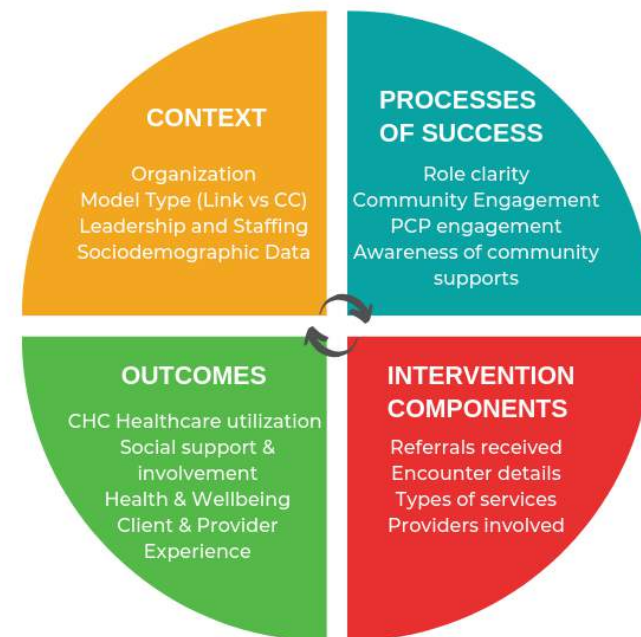 CONTEXT
Organization
Model Type (Link vs CC)
Leadership and Staffing
Sociodemographic Data
PROCESSES
OF SUCCESS
Role clarity
Community Engagement
PCP engagement
Awareness of community
supports
OUTCOMES
CHC Healthcare utilization
Social support &
involvement
Health & Wellbeing
Client & Provider
Experience
INTERVENTION
COMPONENTS
Referrals received
Encounter details
Types of services
Providers involved